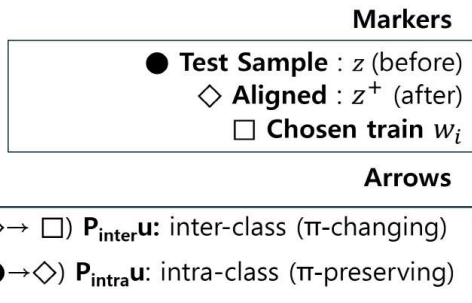 Markers
● Test Sample : z (before)
◇ Aligned : z⁺ (after)
□ Chosen train wᵢ
Arrows
→ □) P_inter u: inter-class (π-changing)
→◇) P_intra u: intra-class (π-preserving)